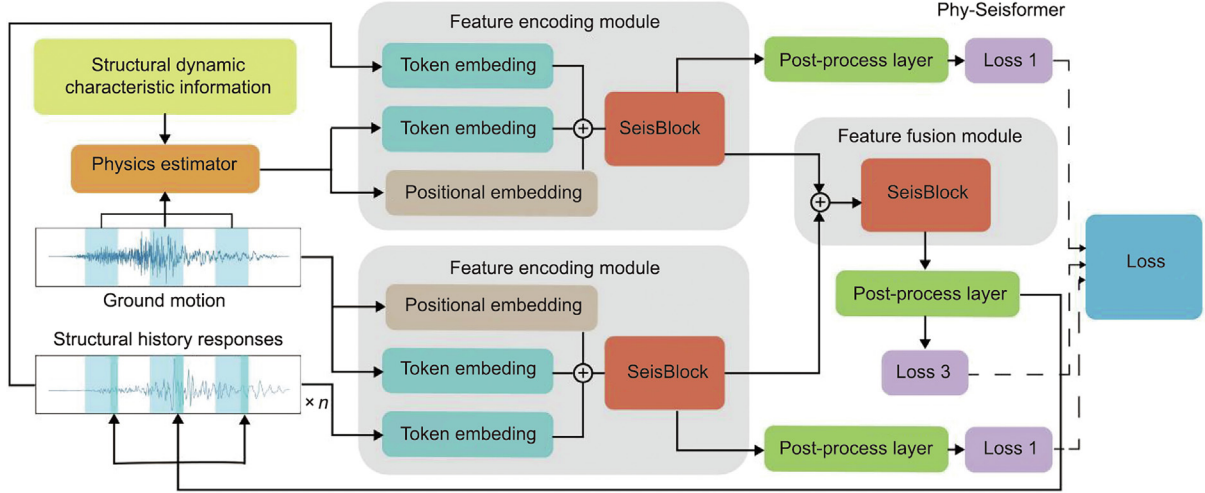 Phy-Seisformer
Feature encoding module
Structural dynamic
characteristic information
Token embeding
Post-process layer
Loss 1
Token embeding
SeisBlock
Feature fusion module
Physics estimator
Positional embedding
SeisBlock
Ground motion
Feature encoding module
Loss
Positional embedding
Post-process layer
Structural history responses
Token embeding
SeisBlock
Loss 3
× n
Token embeding
Post-process layer
Loss 1